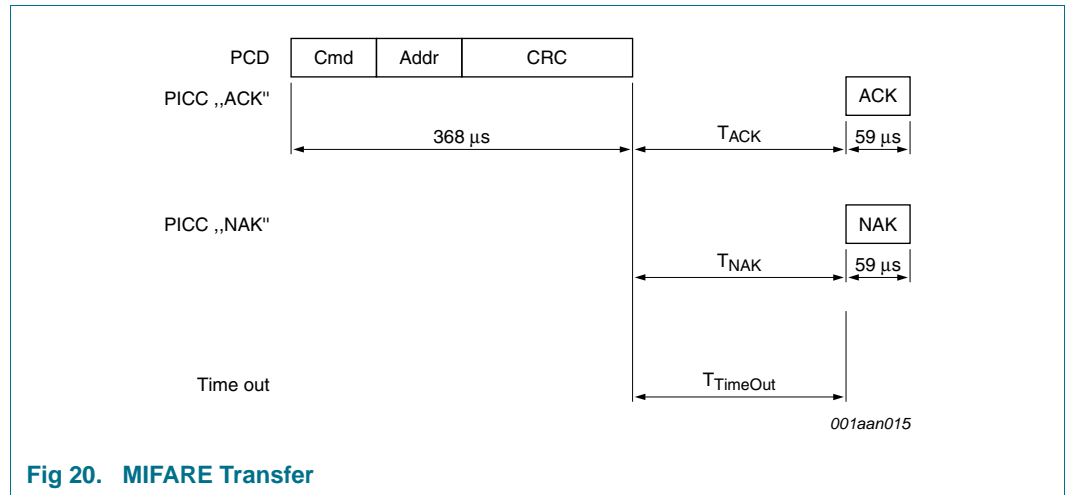 PCD Cmd Addr CRC
PICC ,,ACK" ACK
368 μs TACK 59 μs
PICC ,,NAK" NAK
TNAK 59 μs
Time out TTimeOut
001aan015
Fig 20. MIFARE Transfer